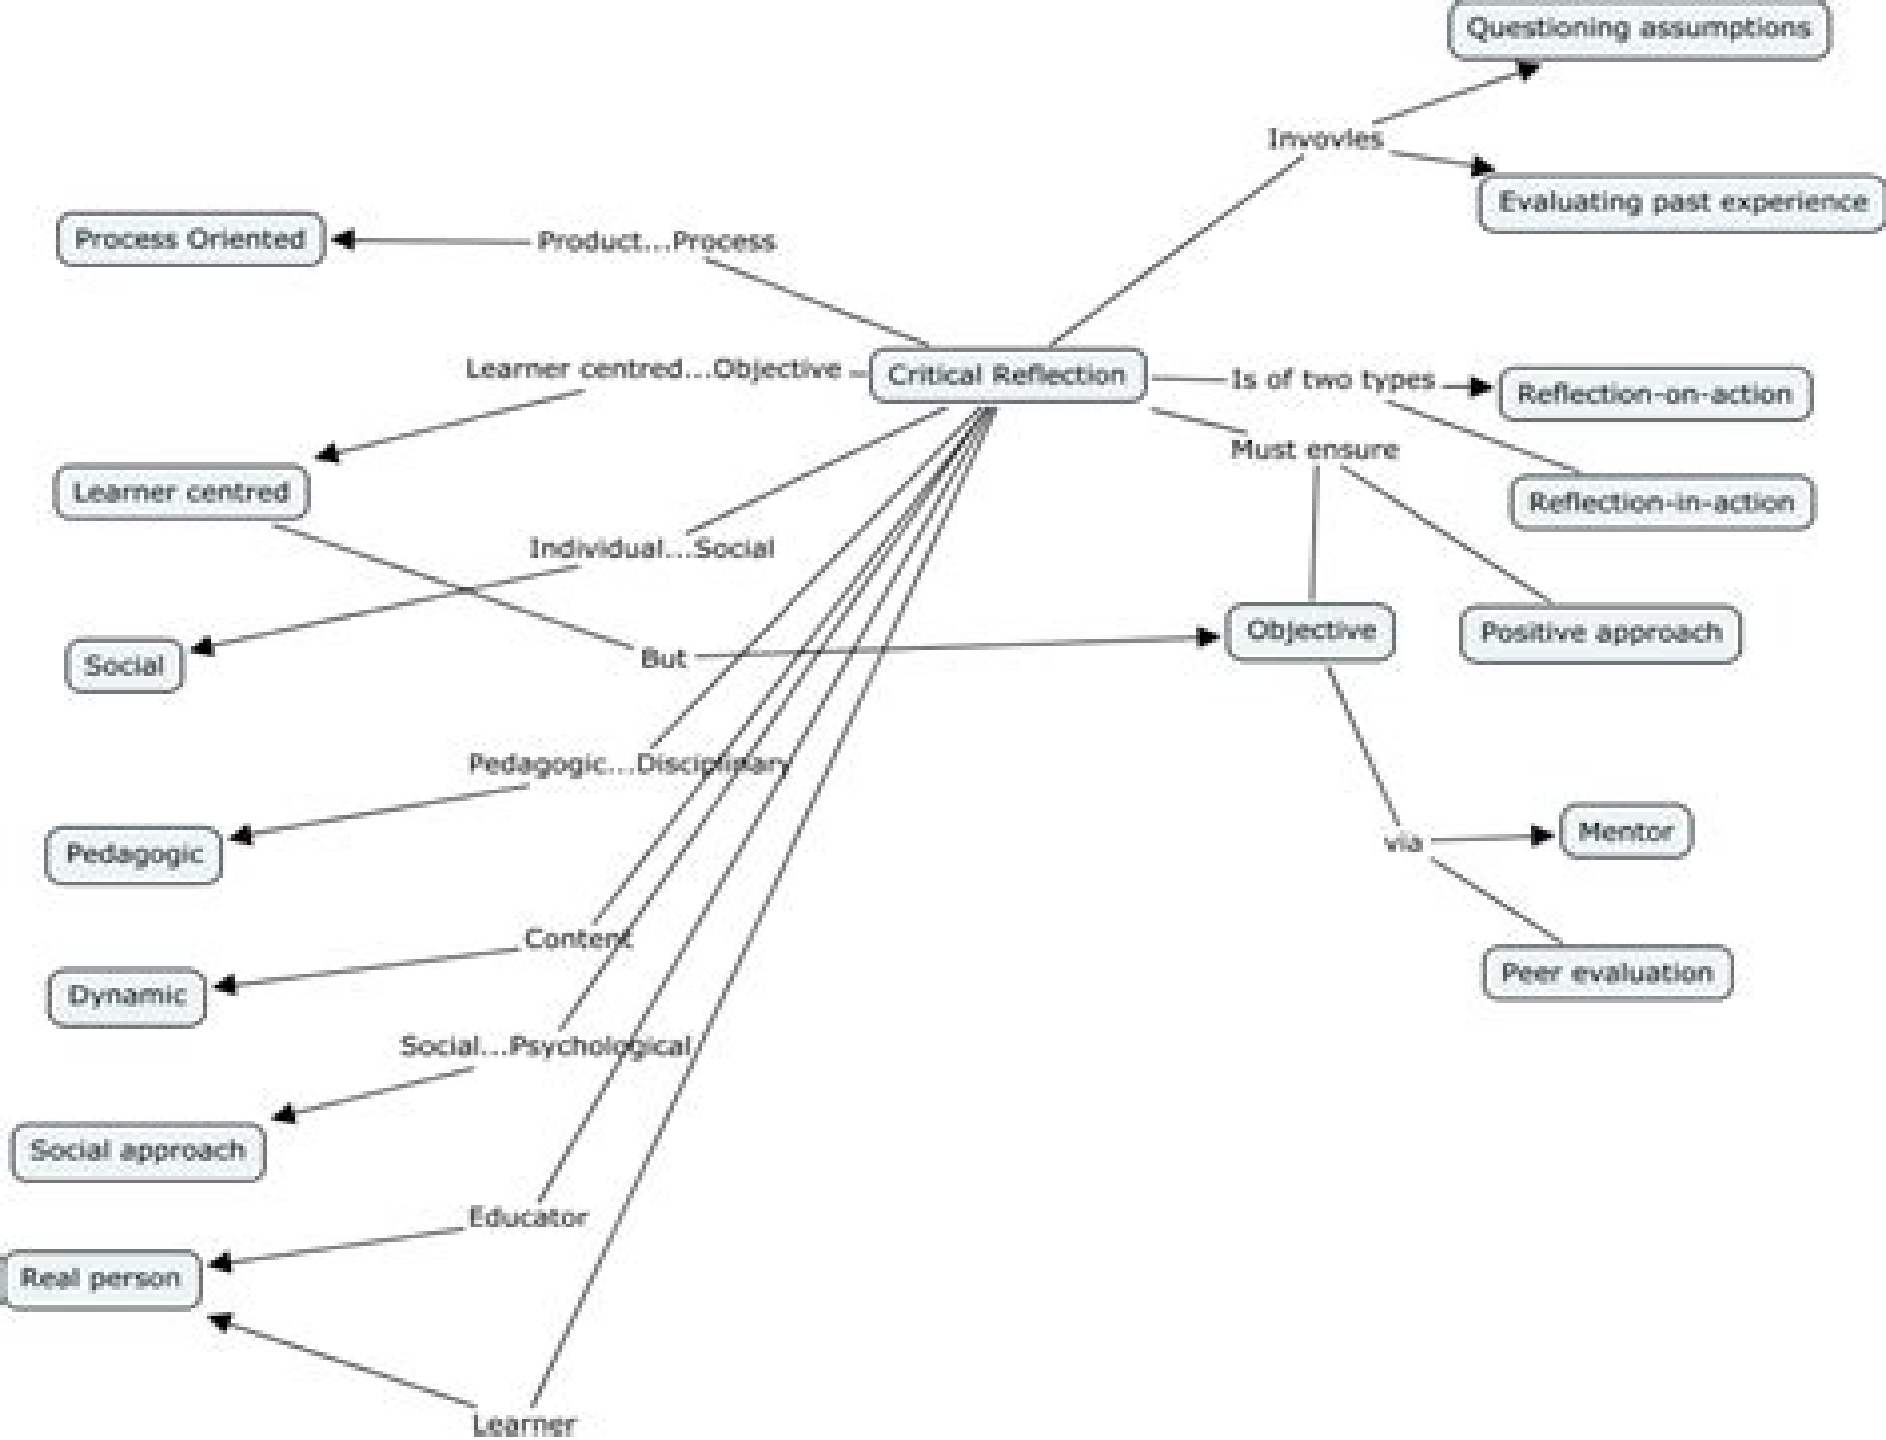 Questioning assumptions
Invovles
Evaluating past experience
Process Oriented
Product...Process
Learner centred...Objective
Critical Reflection
Is of two types
Reflection-on-action
Must ensure
Learner centred
Reflection-in-action
Individual...Social
Social
But
Objective
Positive approach
Pedagogic...Disciplinary
Pedagogic
Mentor
via
Content
Dynamic
Peer evaluation
Social...Psychological
Social approach
Educator
Real person
Learner